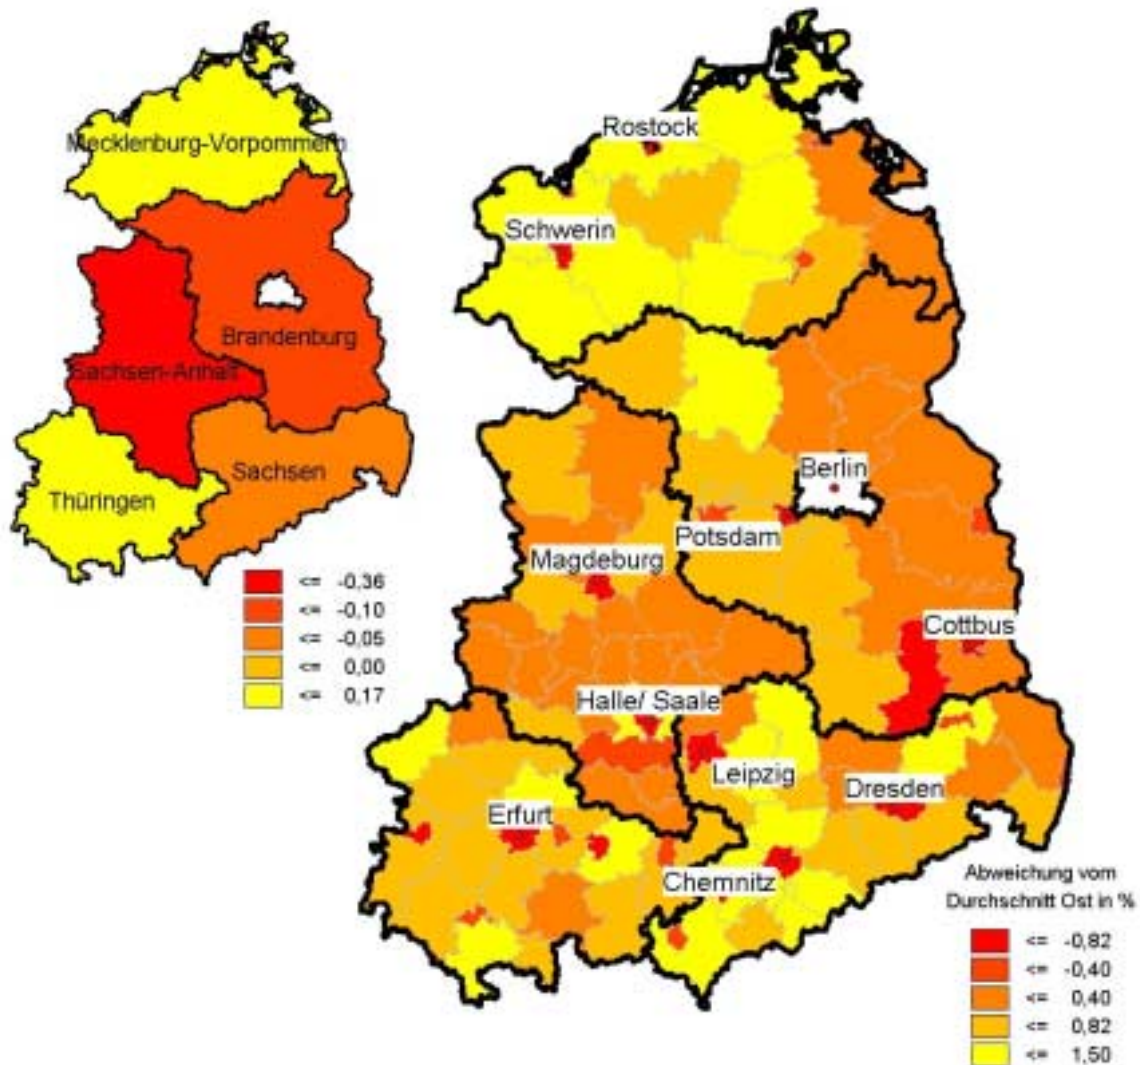 Mecklenburg-Vorpommern
Brandenburg
Sachsen-Anhalt
Sachsen
Thüringen
<= -0,36
<= -0,10
<= -0,05
<= 0,00
<= 0,17
Rostock
Schwerin
Berlin
Potsdam
Magdeburg
Cottbus
Halle/ Saale
Leipzig
Dresden
Erfurt
Chemnitz
Abweichung vom
Durchschnitt Ost in %
<= -0,82
<= -0,40
<= 0,40
<= 0,82
<= 1,50